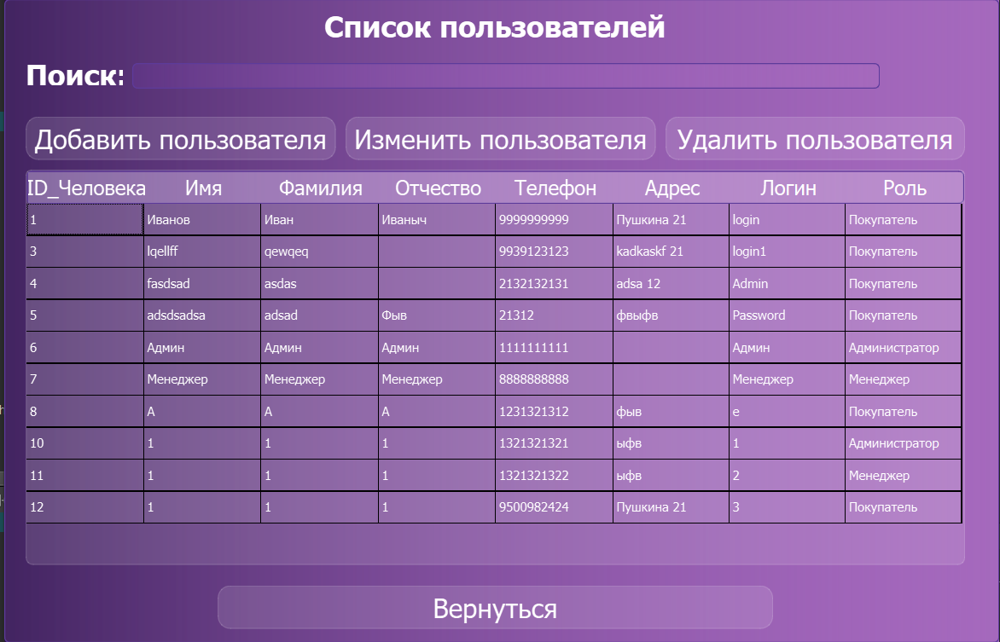 Список пользователей
Поиск:
Добавить пользователя Изменить пользователя Удалить пользователя
ID_Человека Имя Фамилия Отчество Телефон Адрес Логин Роль
1 Иванов Иван Иваныч 9999999999 Пушкина 21 login Покупатель
3 lqellff qewqeq 9939123123 kadkaskf 21 login1 Покупатель
4 fasdsad asdas 2132132131 adsa 12 Admin Покупатель
5 adsdsadsa adsad Фыв 21312 фвыфв Password Покупатель
6 Админ Админ Админ 1111111111 Админ Администратор
7 Менеджер Менеджер Менеджер 8888888888 Менеджер Менеджер
8 А А А 1231321312 фыв е Покупатель
10 1 1 1 1321321321 ыфв 1 Администратор
11 1 1 1 1321321322 ыфв 2 Менеджер
12 1 1 1 9500982424 Пушкина 21 3 Покупатель
Вернуться